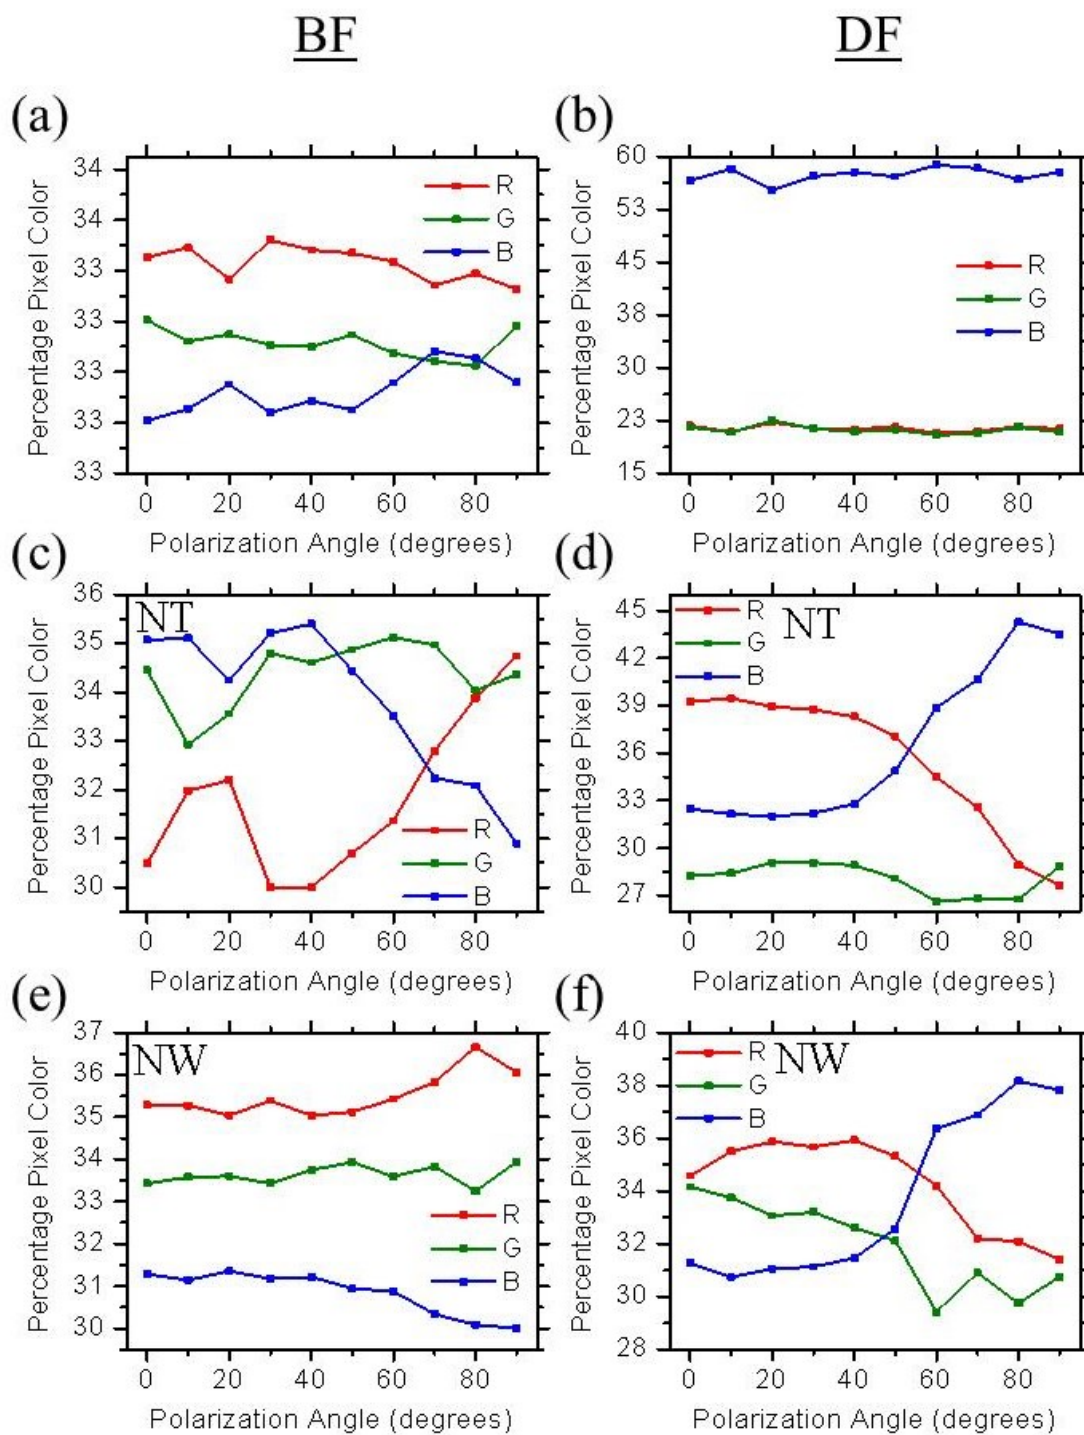 BF
DF
(a)
34
34
33
33
33
33
33
Percentage Pixel Color
R
G
B
0 20 40 60 80
Polarization Angle (degrees)
(b)
60
53
45
38
30
23
15
Percentage Pixel Color
R
G
B
0 20 40 60 80
Polarization Angle (degrees)
(c)
NT
36
35
34
33
32
31
30
Percentage Pixel Color
R
G
B
0 20 40 60 80
Polarization Angle (degrees)
(d)
NT
45
42
39
36
33
30
27
Percentage Pixel Color
R
G
B
0 20 40 60 80
Polarization Angle (degrees)
(e)
NW
37
36
35
34
33
32
31
30
Percentage Pixel Color
R
G
B
0 20 40 60 80
Polarization Angle (degrees)
(f)
NW
40
38
36
34
32
30
28
Percentage Pixel Color
R
G
B
0 20 40 60 80
Polarization Angle (degrees)